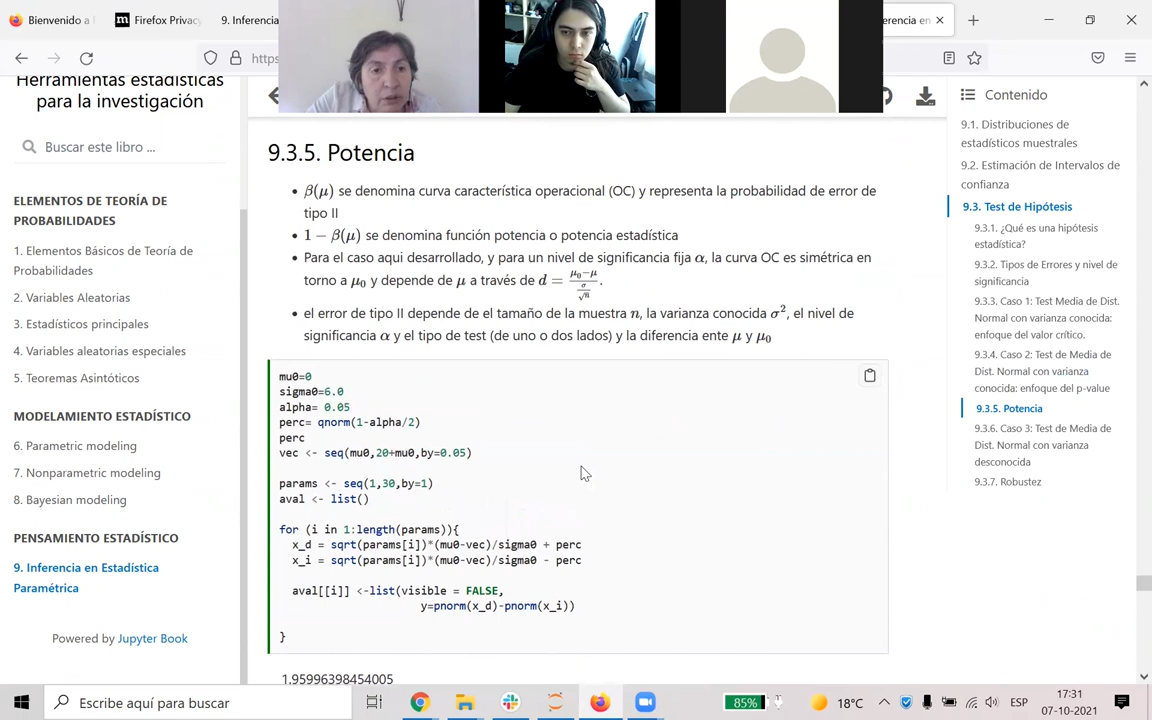 Bienvenido a
Firefox Privacy
9. Inferencia
erencia en
https
Herramientas estadísticas
para la investigación
Buscar este libro ...
ELEMENTOS DE TEORÍA DE
PROBABILIDADES
1. Elementos Básicos de Teoría de
Probabilidades
2. Variables Aleatorias
3. Estadísticos principales
4. Variables aleatorias especiales
5. Teoremas Asintóticos
MODELAMIENTO ESTADÍSTICO
6. Parametric modeling
7. Nonparametric modeling
8. Bayesian modeling
PENSAMIENTO ESTADÍSTICO
9. Inferencia en Estadística
Paramétrica
Powered by Jupyter Book
9.3.5. Potencia
• β(μ) se denomina curva característica operacional (OC) y representa la probabilidad de error de
tipo II
• 1 − β(μ) se denomina función potencia o potencia estadística
• Para el caso aqui desarrollado, y para un nivel de significancia fija α, la curva OC es simétrica en
torno a μ₀ y depende de μ a través de d = (μ₀−μ)/(σ/√n).
• el error de tipo II depende de el tamaño de la muestra n, la varianza conocida σ², el nivel de
significancia α y el tipo de test (de uno o dos lados) y la diferencia ente μ y μ₀
mu0=0
sigma0=6.0
alpha= 0.05
perc= qnorm(1-alpha/2)
perc
vec <- seq(mu0,20+mu0,by=0.05)
params <- seq(1,30,by=1)
aval <- list()
for (i in 1:length(params)){
x_d = sqrt(params[i])*(mu0-vec)/sigma0 + perc
x_i = sqrt(params[i])*(mu0-vec)/sigma0 - perc
aval[[i]] <-list(visible = FALSE,
y=pnorm(x_d)-pnorm(x_i))
}
1.95996398454005
Contenido
9.1. Distribuciones de
estadísticos muestrales
9.2. Estimación de Intervalos de
confianza
9.3. Test de Hipótesis
9.3.1. ¿Qué es una hipótesis
estadística?
9.3.2. Tipos de Errores y nivel de
significancia
9.3.3. Caso 1: Test Media de Dist.
Normal con varianza conocida:
enfoque del valor crítico.
9.3.4. Caso 2: Test de Media de
Dist. Normal con varianza
conocida: enfoque del p-value
9.3.5. Potencia
9.3.6. Caso 3: Test de Media de
Dist. Normal con varianza
desconocida
9.3.7. Robustez
Escribe aquí para buscar
85%
18°C
ESP
17:31
07-10-2021